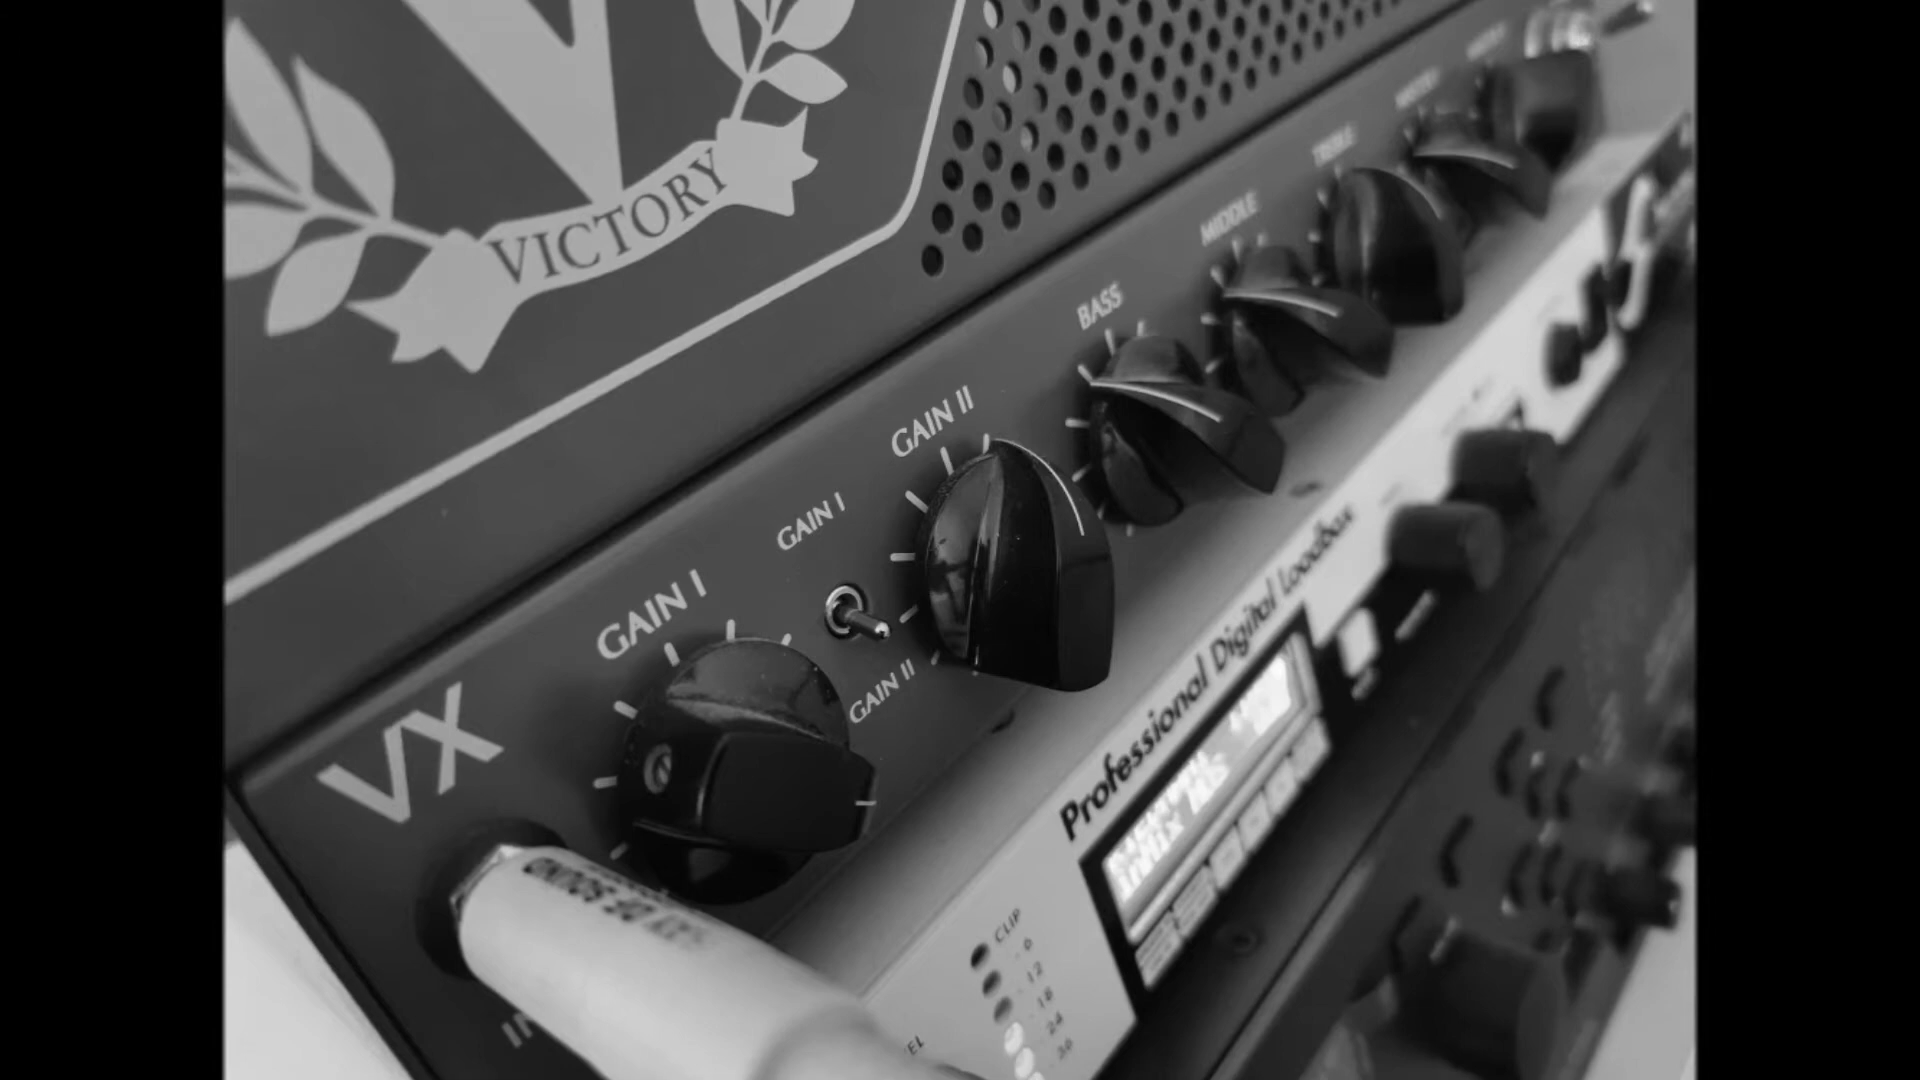 VICTORY
TREBLE
MIDDLE
BASS
GAIN II
GAIN I
GAIN I
GAIN II
VX
Professional Digital Loadbox
CLIP
- 6
- 12
- 18
- 24
- 36